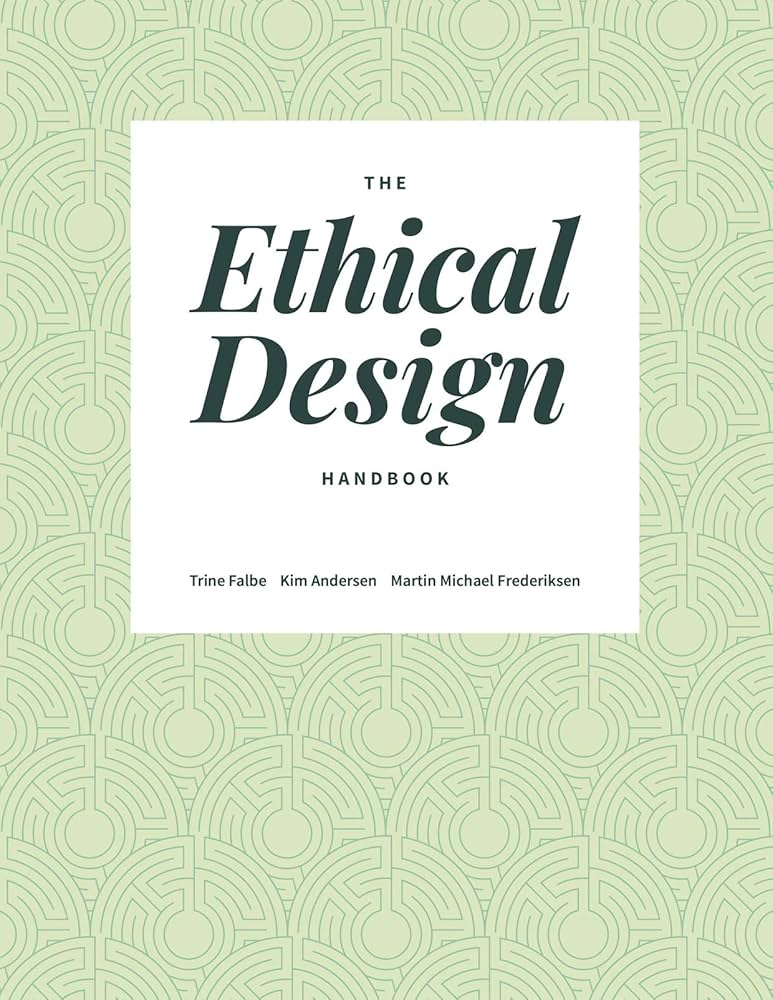 THE
Ethical
Design
HANDBOOK
Trine Falbe Kim Andersen Martin Michael Frederiksen